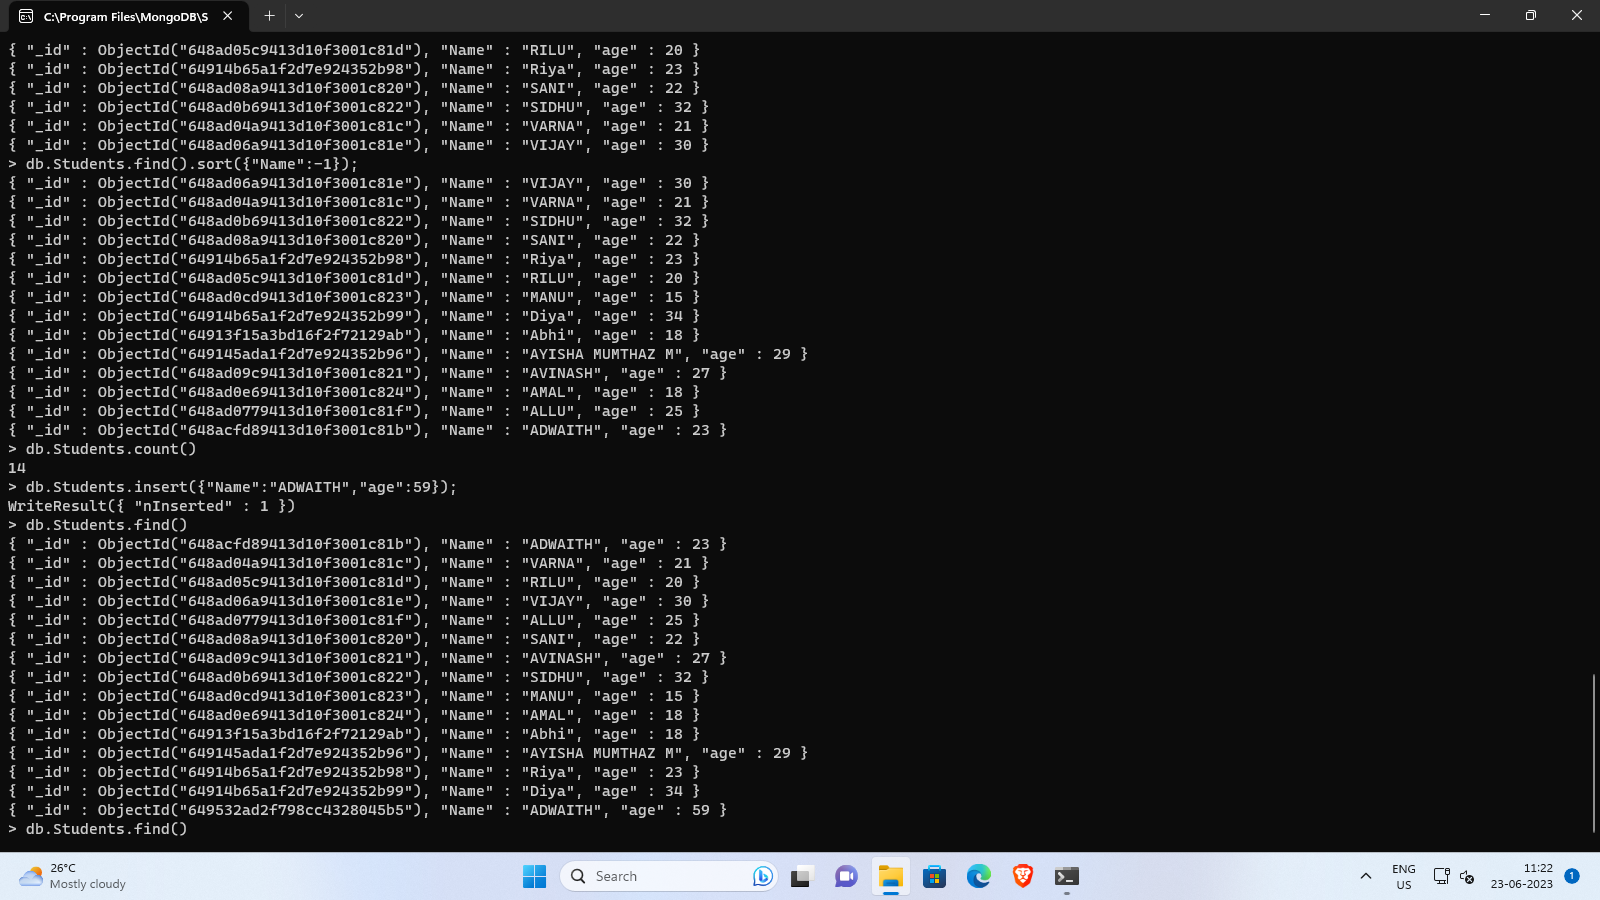 C:\Program Files\MongoDB\S
{ "_id" : ObjectId("648ad05c9413d10f3001c81d"), "Name" : "RILU", "age" : 20 }
{ "_id" : ObjectId("64914b65a1f2d7e924352b98"), "Name" : "Riya", "age" : 23 }
{ "_id" : ObjectId("648ad08a9413d10f3001c820"), "Name" : "SANI", "age" : 22 }
{ "_id" : ObjectId("648ad0b69413d10f3001c822"), "Name" : "SIDHU", "age" : 32 }
{ "_id" : ObjectId("648ad04a9413d10f3001c81c"), "Name" : "VARNA", "age" : 21 }
{ "_id" : ObjectId("648ad06a9413d10f3001c81e"), "Name" : "VIJAY", "age" : 30 }
> db.Students.find().sort({"Name":-1});
{ "_id" : ObjectId("648ad06a9413d10f3001c81e"), "Name" : "VIJAY", "age" : 30 }
{ "_id" : ObjectId("648ad04a9413d10f3001c81c"), "Name" : "VARNA", "age" : 21 }
{ "_id" : ObjectId("648ad0b69413d10f3001c822"), "Name" : "SIDHU", "age" : 32 }
{ "_id" : ObjectId("648ad08a9413d10f3001c820"), "Name" : "SANI", "age" : 22 }
{ "_id" : ObjectId("64914b65a1f2d7e924352b98"), "Name" : "Riya", "age" : 23 }
{ "_id" : ObjectId("648ad05c9413d10f3001c81d"), "Name" : "RILU", "age" : 20 }
{ "_id" : ObjectId("648ad0cd9413d10f3001c823"), "Name" : "MANU", "age" : 15 }
{ "_id" : ObjectId("64914b65a1f2d7e924352b99"), "Name" : "Diya", "age" : 34 }
{ "_id" : ObjectId("64913f15a3bd16f2f72129ab"), "Name" : "Abhi", "age" : 18 }
{ "_id" : ObjectId("649145ada1f2d7e924352b96"), "Name" : "AYISHA MUMTHAZ M", "age" : 29 }
{ "_id" : ObjectId("648ad09c9413d10f3001c821"), "Name" : "AVINASH", "age" : 27 }
{ "_id" : ObjectId("648ad0e69413d10f3001c824"), "Name" : "AMAL", "age" : 18 }
{ "_id" : ObjectId("648ad0779413d10f3001c81f"), "Name" : "ALLU", "age" : 25 }
{ "_id" : ObjectId("648acfd89413d10f3001c81b"), "Name" : "ADWAITH", "age" : 23 }
> db.Students.count()
14
> db.Students.insert({"Name":"ADWAITH","age":59});
WriteResult({ "nInserted" : 1 })
> db.Students.find()
{ "_id" : ObjectId("648acfd89413d10f3001c81b"), "Name" : "ADWAITH", "age" : 23 }
{ "_id" : ObjectId("648ad04a9413d10f3001c81c"), "Name" : "VARNA", "age" : 21 }
{ "_id" : ObjectId("648ad05c9413d10f3001c81d"), "Name" : "RILU", "age" : 20 }
{ "_id" : ObjectId("648ad06a9413d10f3001c81e"), "Name" : "VIJAY", "age" : 30 }
{ "_id" : ObjectId("648ad0779413d10f3001c81f"), "Name" : "ALLU", "age" : 25 }
{ "_id" : ObjectId("648ad08a9413d10f3001c820"), "Name" : "SANI", "age" : 22 }
{ "_id" : ObjectId("648ad09c9413d10f3001c821"), "Name" : "AVINASH", "age" : 27 }
{ "_id" : ObjectId("648ad0b69413d10f3001c822"), "Name" : "SIDHU", "age" : 32 }
{ "_id" : ObjectId("648ad0cd9413d10f3001c823"), "Name" : "MANU", "age" : 15 }
{ "_id" : ObjectId("648ad0e69413d10f3001c824"), "Name" : "AMAL", "age" : 18 }
{ "_id" : ObjectId("64913f15a3bd16f2f72129ab"), "Name" : "Abhi", "age" : 18 }
{ "_id" : ObjectId("649145ada1f2d7e924352b96"), "Name" : "AYISHA MUMTHAZ M", "age" : 29 }
{ "_id" : ObjectId("64914b65a1f2d7e924352b98"), "Name" : "Riya", "age" : 23 }
{ "_id" : ObjectId("64914b65a1f2d7e924352b99"), "Name" : "Diya", "age" : 34 }
{ "_id" : ObjectId("649532ad2f798cc4328045b5"), "Name" : "ADWAITH", "age" : 59 }
> db.Students.find()
26°C
Mostly cloudy
Search
ENG
US
11:22
23-06-2023
1